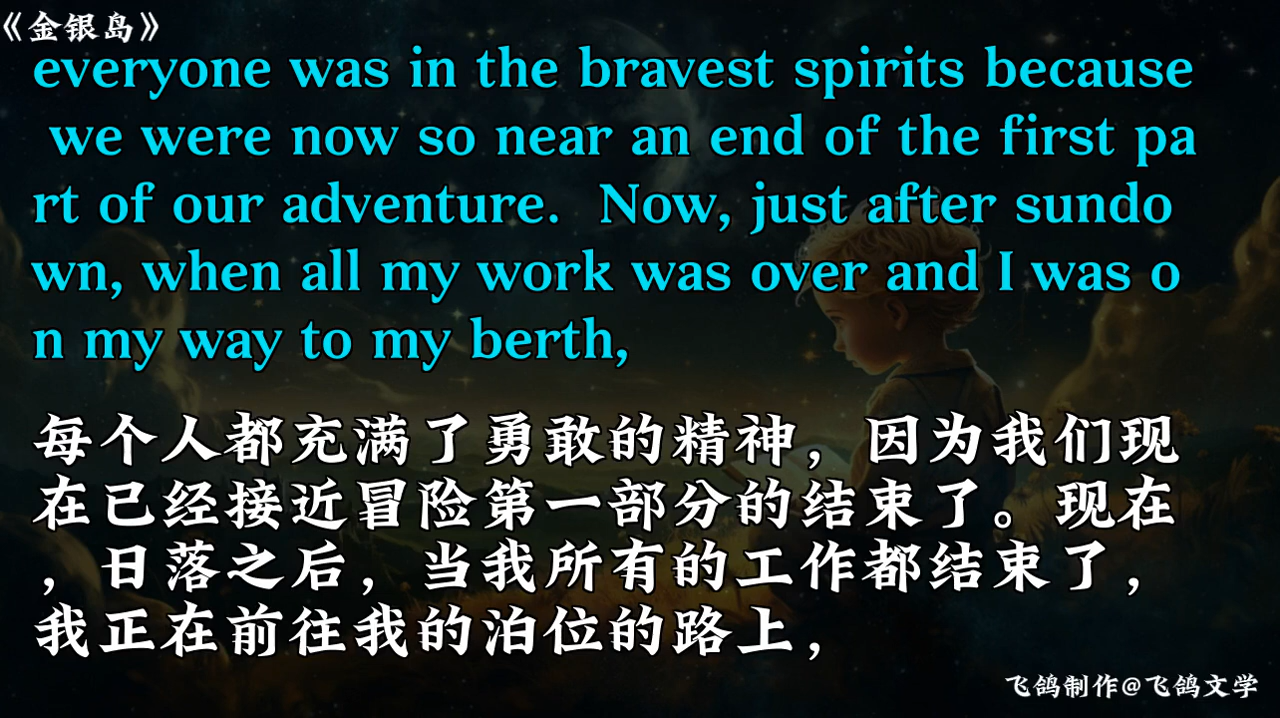 《金银岛》
everyone was in the bravest spirits because
we were now so near an end of the first pa
rt of our adventure.  Now, just after sundo
wn, when all my work was over and I was o
n my way to my berth,
每个人都充满了勇敢的精神，因为我们现
在已经接近冒险第一部分的结束了。现在
，日落之后，当我所有的工作都结束了，
我正在前往我的泊位的路上，
飞鸽制作@飞鸽文学